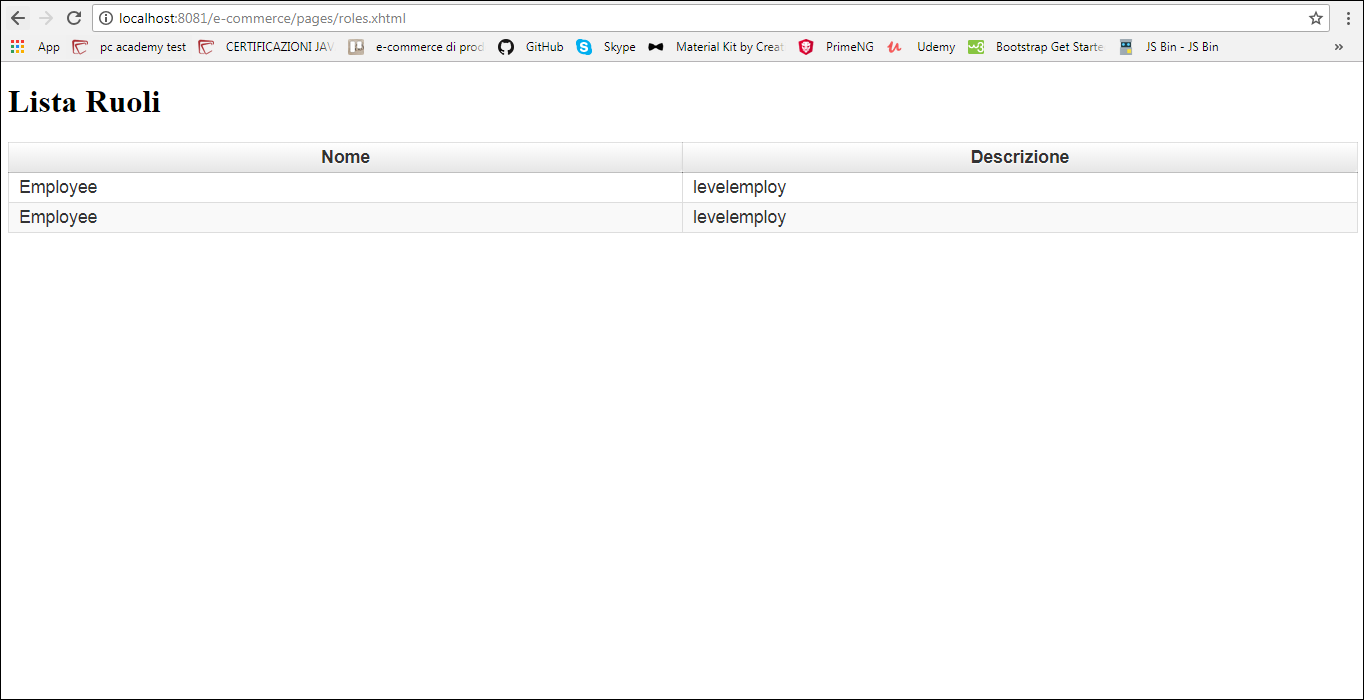 localhost:8081/e-commerce/pages/roles.xhtml
App pc academy test CERTIFICAZIONI JAV e-commerce di prod GitHub Skype Material Kit by Creat PrimeNG Udemy Bootstrap Get Starte JS Bin - JS Bin »
Lista Ruoli
Nome Descrizione
Employee levelemploy
Employee levelemploy